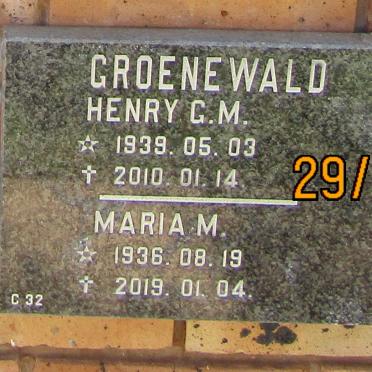 GROENEWALD
HENRY G.M.
☆ 1939.05.03
✝ 2010.01.14.
29/
MARIA M.
☆ 1936.08.19
✝ 2019.01.04.
C 32